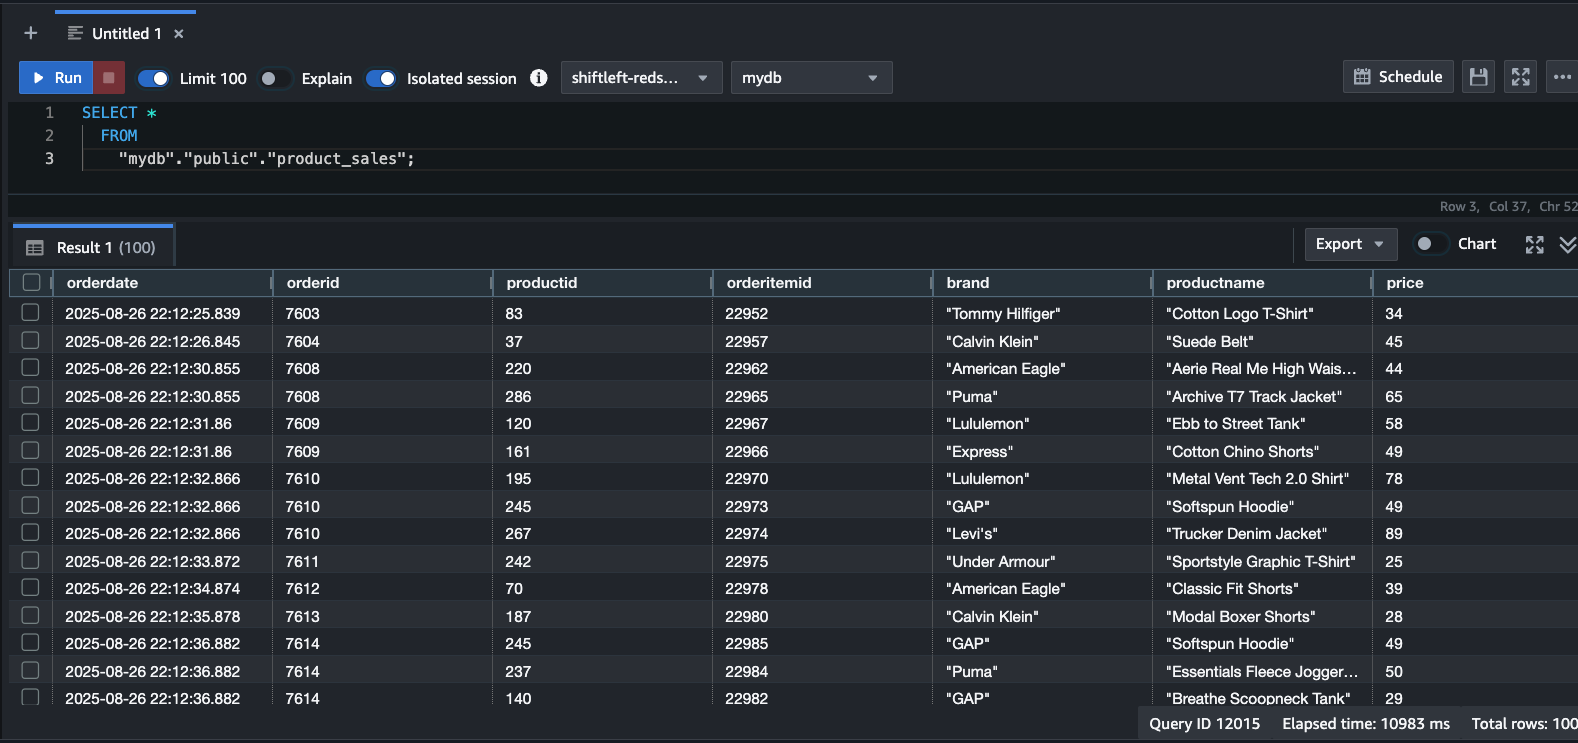 Untitled 1
Run Limit 100 Explain Isolated session shiftleft-reds... mydb Schedule
1 SELECT *
2 FROM
3 "mydb"."public"."product_sales";
Row 3, Col 37, Chr 52
Result 1 (100) Export Chart
orderdate orderid productid orderitemid brand productname price
2025-08-26 22:12:25.839 7603 83 22952 "Tommy Hilfiger" "Cotton Logo T-Shirt" 34
2025-08-26 22:12:26.845 7604 37 22957 "Calvin Klein" "Suede Belt" 45
2025-08-26 22:12:30.855 7608 220 22962 "American Eagle" "Aerie Real Me High Wais... 44
2025-08-26 22:12:30.855 7608 286 22965 "Puma" "Archive T7 Track Jacket" 65
2025-08-26 22:12:31.86 7609 120 22967 "Lululemon" "Ebb to Street Tank" 58
2025-08-26 22:12:31.86 7609 161 22966 "Express" "Cotton Chino Shorts" 49
2025-08-26 22:12:32.866 7610 195 22970 "Lululemon" "Metal Vent Tech 2.0 Shirt" 78
2025-08-26 22:12:32.866 7610 245 22973 "GAP" "Softspun Hoodie" 49
2025-08-26 22:12:32.866 7610 267 22974 "Levi's" "Trucker Denim Jacket" 89
2025-08-26 22:12:33.872 7611 242 22975 "Under Armour" "Sportstyle Graphic T-Shirt" 25
2025-08-26 22:12:34.874 7612 70 22978 "American Eagle" "Classic Fit Shorts" 39
2025-08-26 22:12:35.878 7613 187 22980 "Calvin Klein" "Modal Boxer Shorts" 28
2025-08-26 22:12:36.882 7614 245 22985 "GAP" "Softspun Hoodie" 49
2025-08-26 22:12:36.882 7614 237 22984 "Puma" "Essentials Fleece Jogger... 50
2025-08-26 22:12:36.882 7614 140 22982 "GAP" "Breathe Scoopneck Tank" 29
Query ID 12015 Elapsed time: 10983 ms Total rows: 100